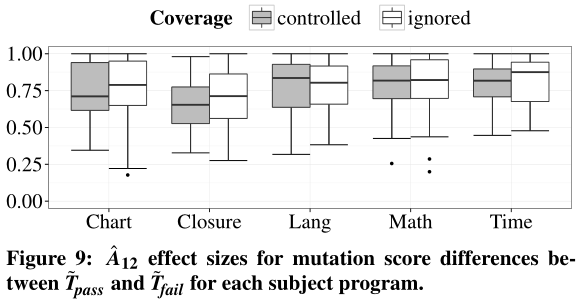 Coverage controlled ignored
1.00
0.75
0.50
0.25
0.00
Chart Closure Lang Math Time
Figure 9: Â₁₂ effect sizes for mutation score differences be-
tween T̃pass and T̃fail for each subject program.